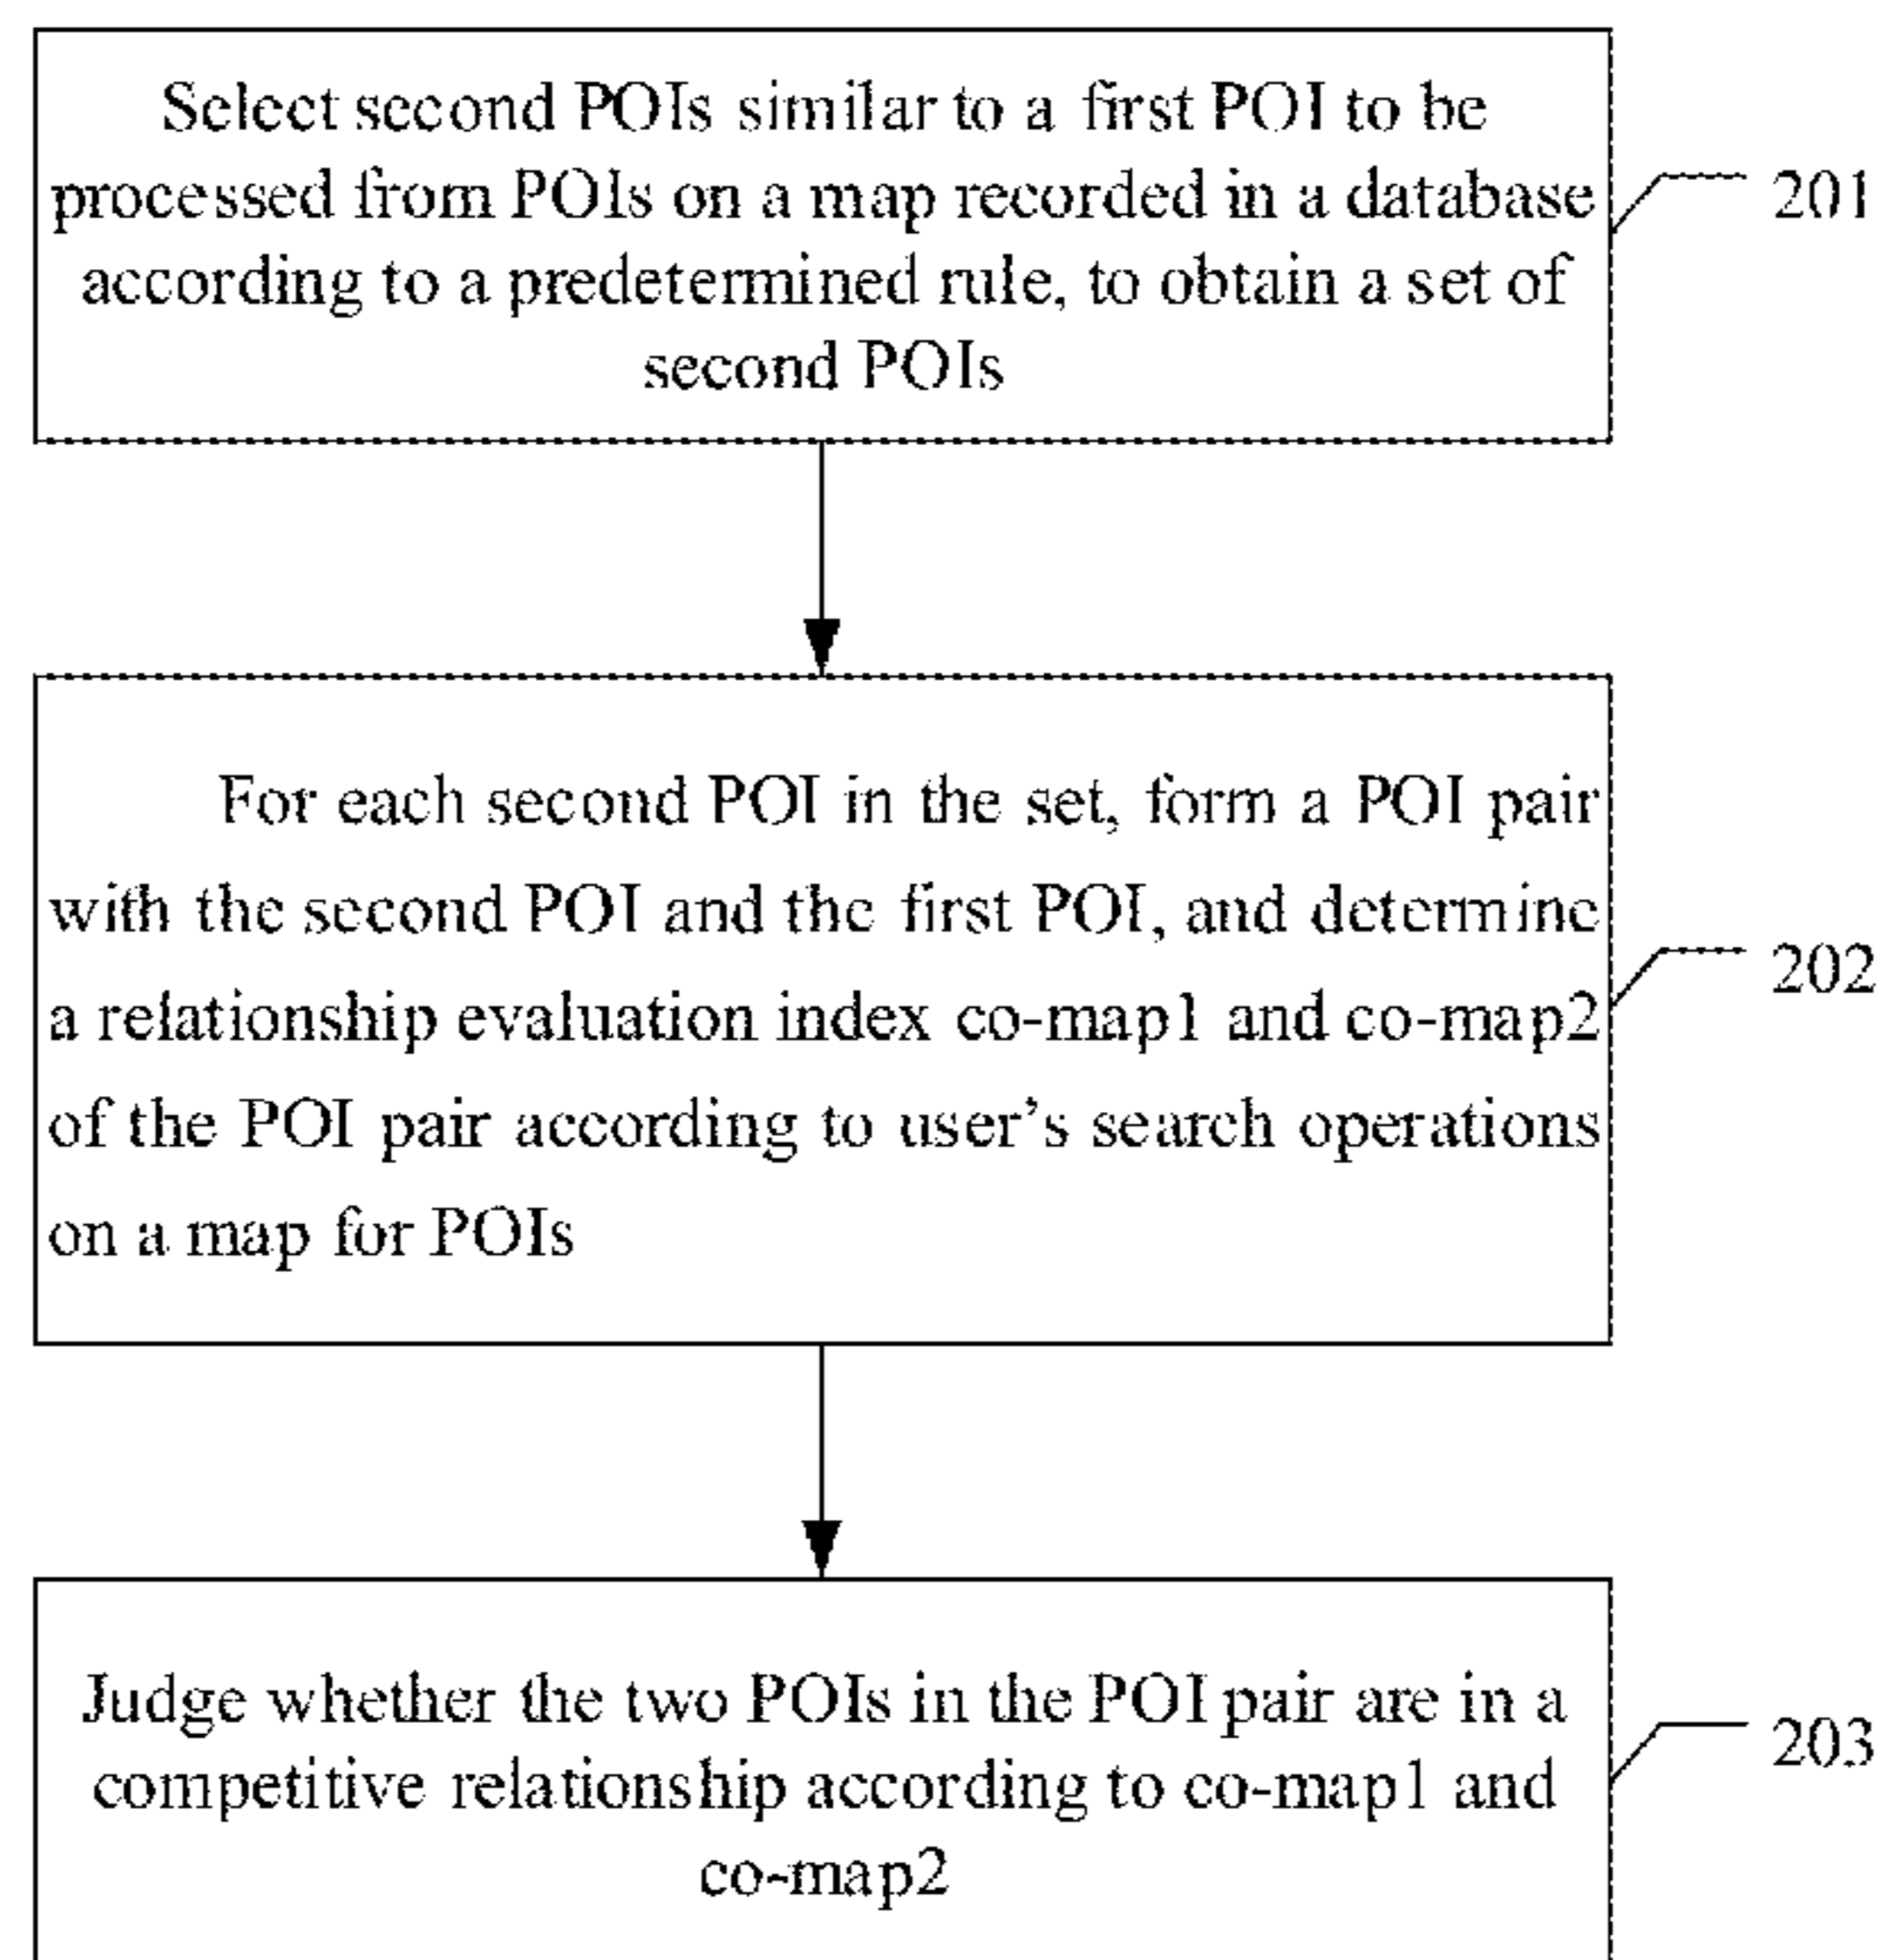 Select second POIs similar to a first POI to be
processed from POIs on a map recorded in a database
according to a predetermined rule, to obtain a set of
second POIs
201
For each second POI in the set, form a POI pair
with the second POI and the first POI, and determine
a relationship evaluation index co-map1 and co-map2
of the POI pair according to user's search operations
on a map for POIs
202
Judge whether the two POIs in the POI pair are in a
competitive relationship according to co-map1 and
co-map2
203